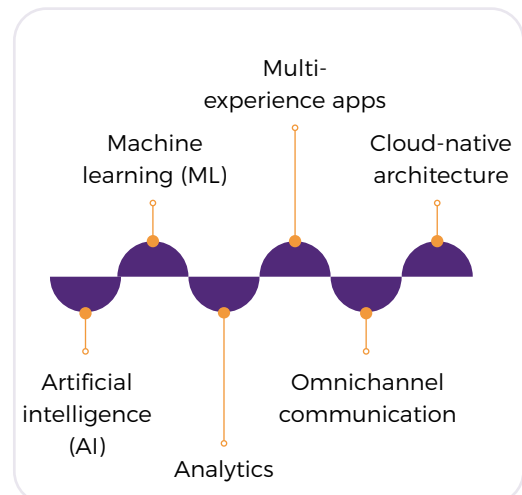 Multi-
experience apps
Machine
learning (ML)
Cloud-native
architecture
Artificial
intelligence
(AI)
Omnichannel
communication
Analytics